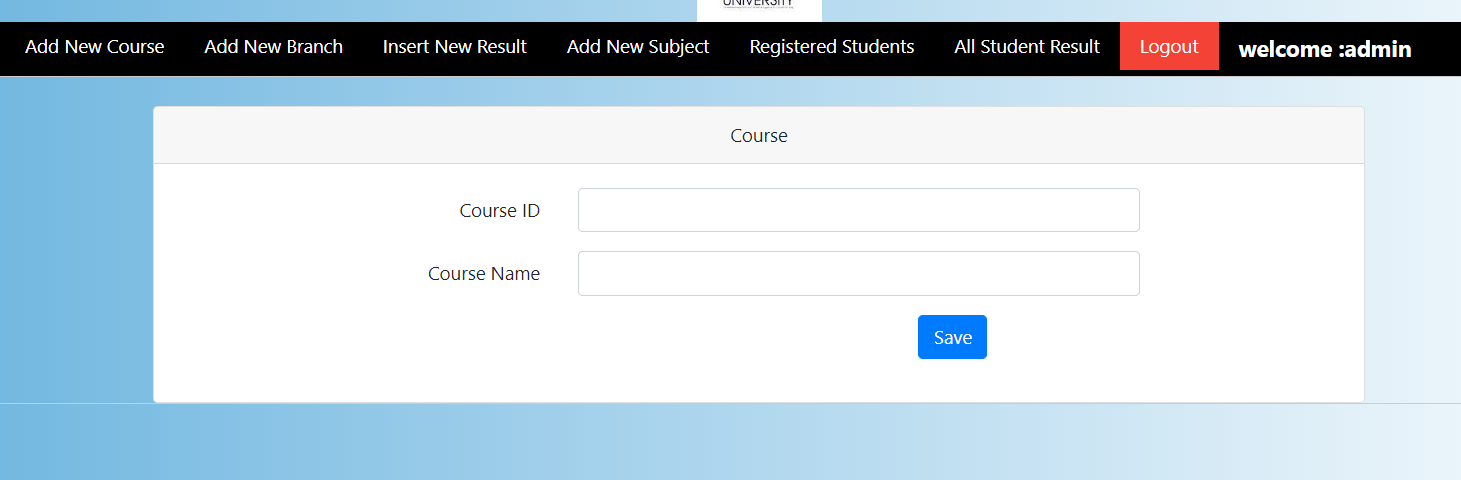 UNIVERSITY
Add New Course Add New Branch Insert New Result Add New Subject Registered Students All Student Result Logout welcome :admin
Course
Course ID
Course Name
Save